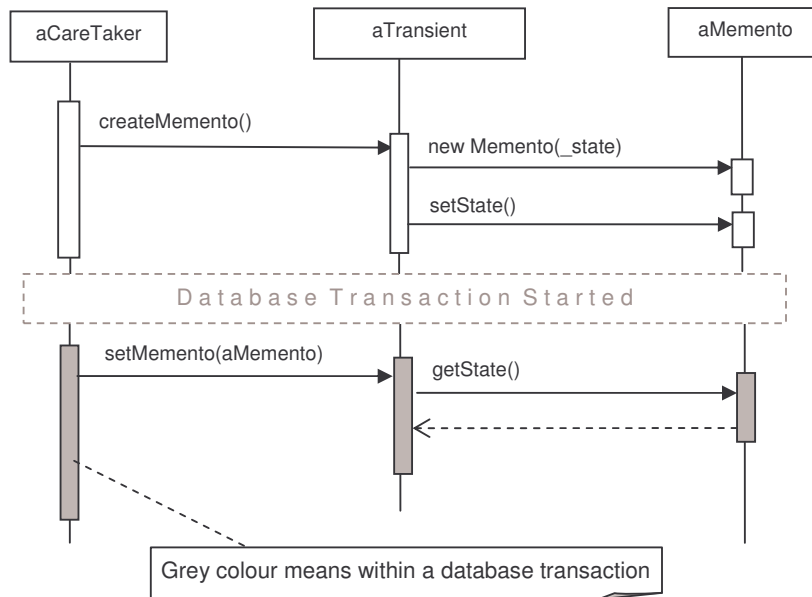 aCareTaker
aTransient
aMemento
createMemento()
new Memento(_state)
setState()
Database Transaction Started
setMemento(aMemento)
getState()
Grey colour means within a database transaction